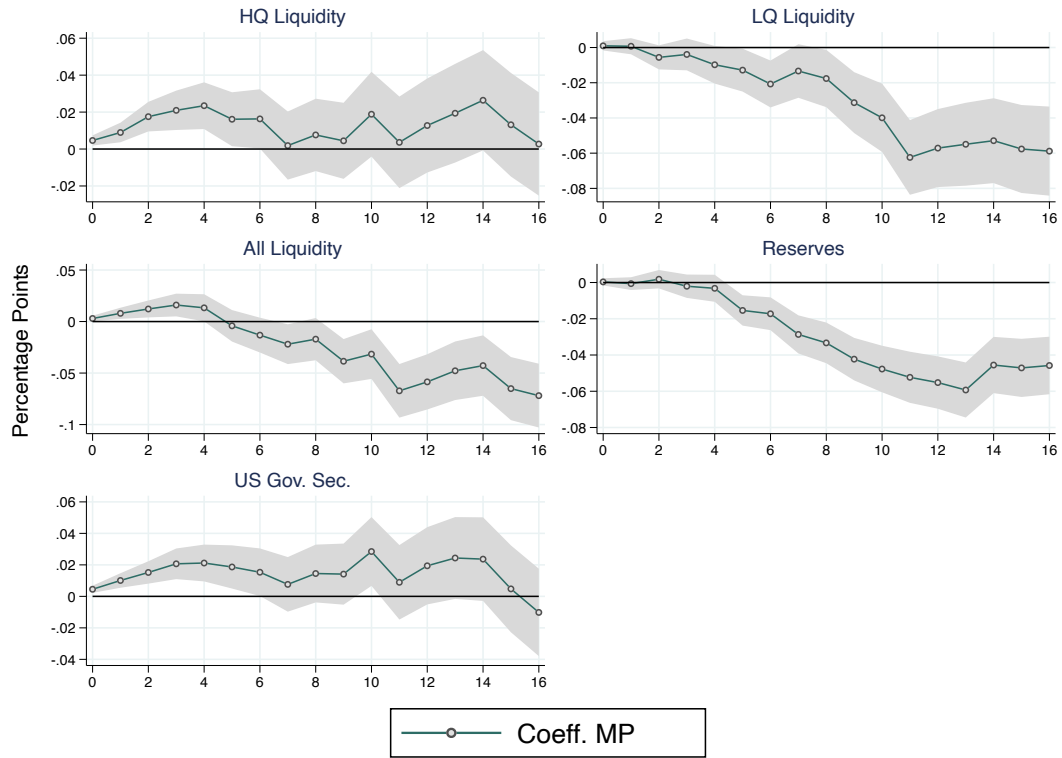 HQ Liquidity
.06
.04
.02
0
-.02
0 2 4 6 8 10 12 14 16
LQ Liquidity
0
-.02
-.04
-.06
-.08
0 2 4 6 8 10 12 14 16
Percentage Points
All Liquidity
.05
0
-.05
-.1
0 2 4 6 8 10 12 14 16
Reserves
0
-.02
-.04
-.06
-.08
0 2 4 6 8 10 12 14 16
US Gov. Sec.
.06
.04
.02
0
-.02
-.04
0 2 4 6 8 10 12 14 16
Coeff. MP